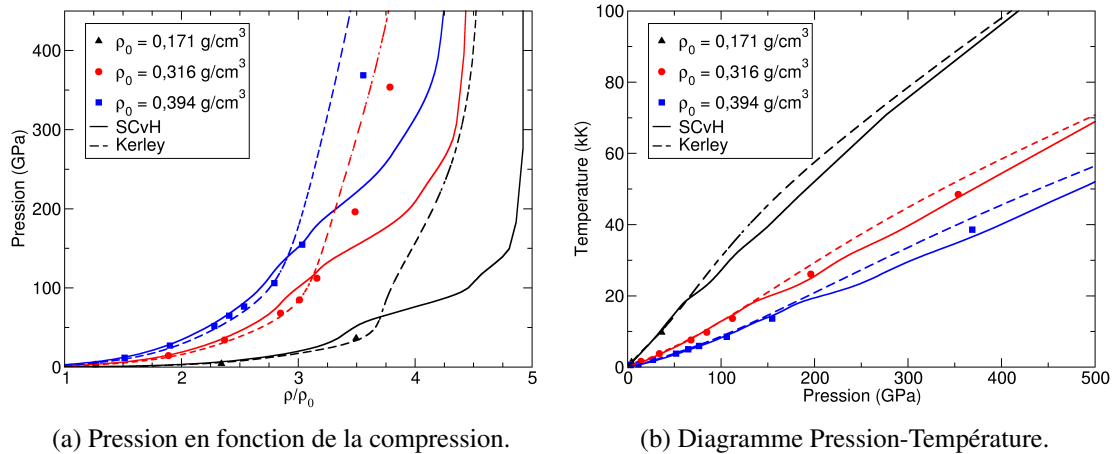 ρ0 = 0,171 g/cm³
ρ0 = 0,316 g/cm³
ρ0 = 0,394 g/cm³
SCvH
Kerley
Pression (GPa)
400
300
200
100
0
1
2
3
4
5
ρ/ρ0
(a) Pression en fonction de la compression.
ρ0 = 0,171 g/cm³
ρ0 = 0,316 g/cm³
ρ0 = 0,394 g/cm³
SCvH
Kerley
Temperature (kK)
100
80
60
40
20
0
0
100
200
300
400
500
Pression (GPa)
(b) Diagramme Pression-Température.